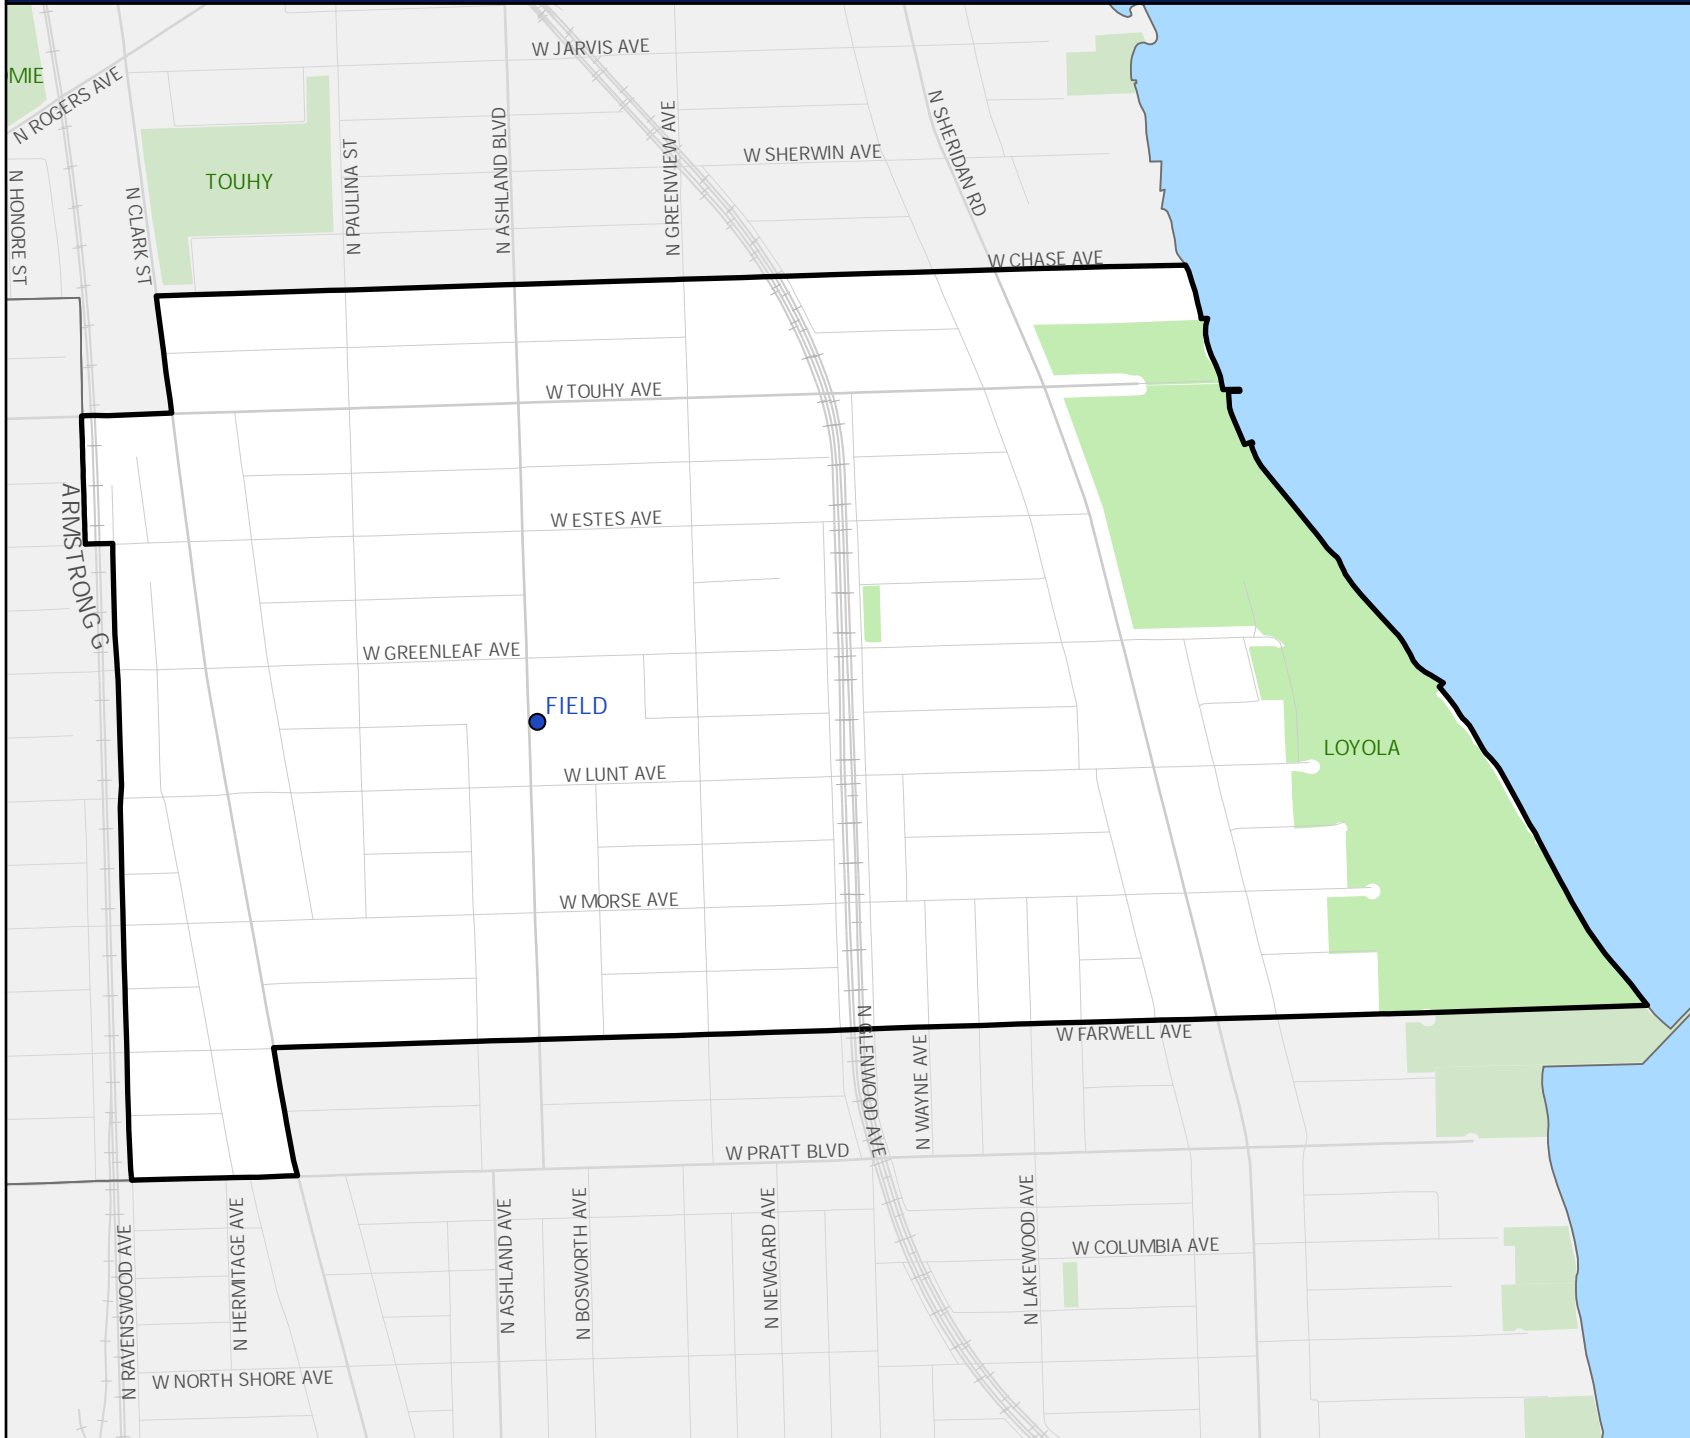 W JARVIS AVE
MIE
N ROGERS AVE
N SHERIDAN RD
N GREENVIEW AVE
N ASHLAND BLVD
N PAULINA ST
W SHERWIN AVE
TOUHY
N HONORE ST
N CLARK ST
W CHASE AVE
W TOUHY AVE
ARMSTRONG G
W ESTES AVE
W GREENLEAF AVE
FIELD
LOYOLA
W LUNT AVE
W MORSE AVE
N GLENWOOD AVE
W FARWELL AVE
N WAYNE AVE
W PRATT BLVD
N RAVENSWOOD AVE
N HERMITAGE AVE
N ASHLAND AVE
N BOSWORTH AVE
N NEWGARD AVE
N LAKEWOOD AVE
W COLUMBIA AVE
W NORTH SHORE AVE